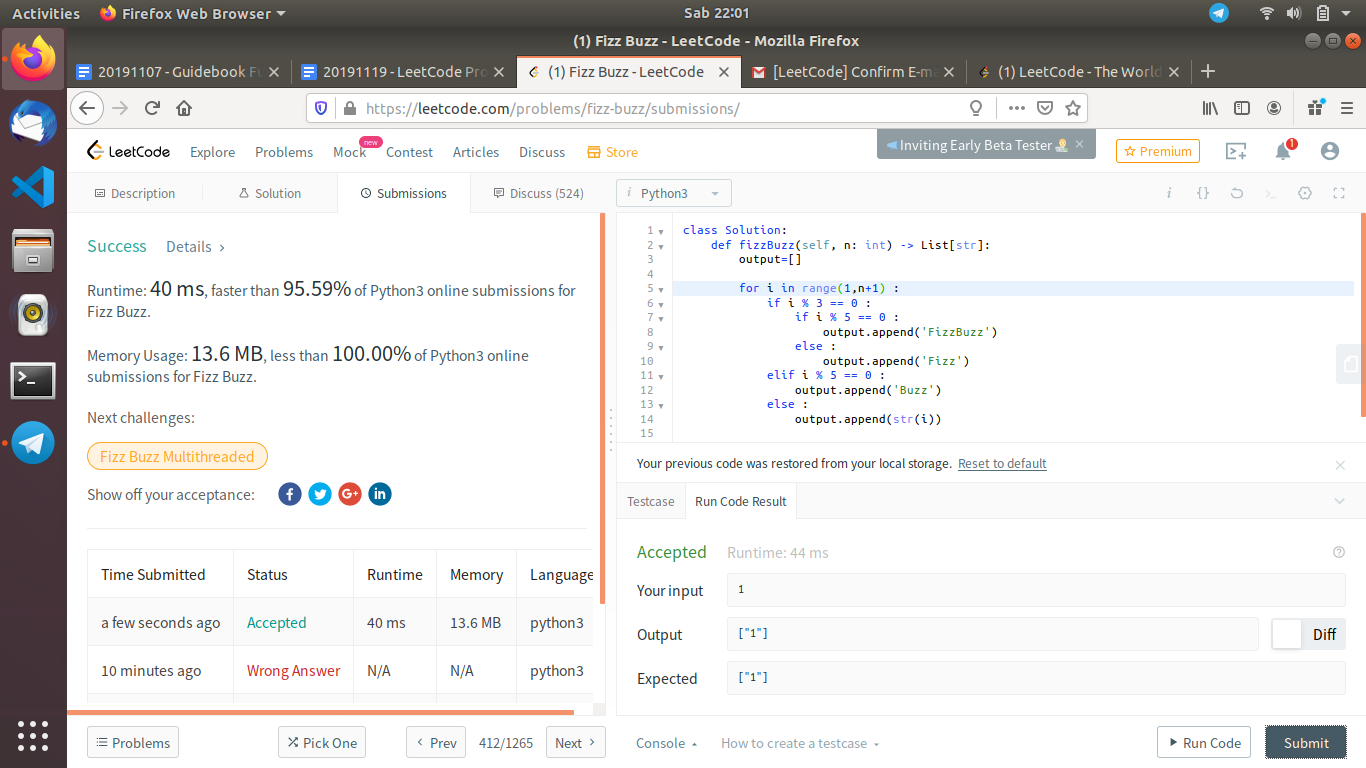 Activities Firefox Web Browser Sab 22:01
(1) Fizz Buzz - LeetCode - Mozilla Firefox
20191107 - Guidebook 20191119 - LeetCode (1) Fizz Buzz - LeetCode [LeetCode] Confirm (1) LeetCode - The World
https://leetcode.com/problems/fizz-buzz/submissions/
LeetCode Explore Problems Mock new Contest Articles Discuss Store Inviting Early Beta Tester Premium 1
Description Solution Submissions Discuss (524) i Python3
Success Details >
Runtime: 40 ms, faster than 95.59% of Python3 online submissions for
Fizz Buzz.
Memory Usage: 13.6 MB, less than 100.00% of Python3 online
submissions for Fizz Buzz.
Next challenges:
Fizz Buzz Multithreaded
Show off your acceptance:
Time Submitted Status Runtime Memory Language
a few seconds ago Accepted 40 ms 13.6 MB python3
10 minutes ago Wrong Answer N/A N/A python3
Problems Pick One Prev 412/1265 Next
1 class Solution:
2 def fizzBuzz(self, n: int) -> List[str]:
3 output=[]
4
5 for i in range(1,n+1) :
6 if i % 3 == 0 :
7 if i % 5 == 0 :
8 output.append('FizzBuzz')
9 else :
10 output.append('Fizz')
11 elif i % 5 == 0 :
12 output.append('Buzz')
13 else :
14 output.append(str(i))
15
Your previous code was restored from your local storage. Reset to default
Testcase Run Code Result
Accepted Runtime: 44 ms
Your input 1
Output ["1"] Diff
Expected ["1"]
Console How to create a testcase Run Code Submit